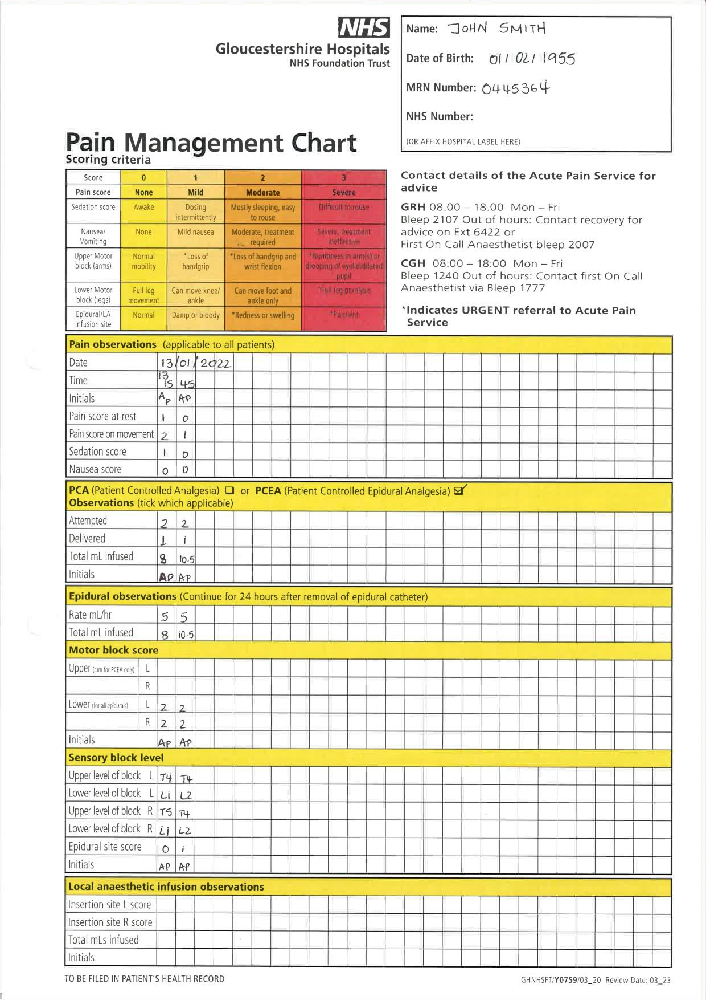 NHS
Gloucestershire Hospitals
NHS Foundation Trust
Name: JOHN SMITH
Date of Birth: 01/02/1955
MRN Number: 0445364
NHS Number:
(OR AFFIX HOSPITAL LABEL HERE)
Pain Management Chart
Scoring criteria
Score 0 1 2 3
Pain score None Mild Moderate Severe
Sedation score Awake Dosing intermittently Mostly sleeping, easy to rouse Difficult to rouse
Nausea/ Vomiting None Mild nausea Moderate, treatment required Severe, treatment ineffective
Upper Motor block (arms) Normal mobility *Loss of handgrip *Loss of handgrip and wrist flexion *Numbness in arm(s) or drooping of eyelid/dilated pupil
Lower Motor block (legs) Full leg movement Can move knee/ ankle Can move foot and ankle only *Full leg paralysis
Epidural/LA infusion site Normal Damp or bloody *Redness or swelling *Purulent
Contact details of the Acute Pain Service for
advice
GRH 08.00 – 18.00 Mon – Fri
Bleep 2107 Out of hours: Contact recovery for
advice on Ext 6422 or
First On Call Anaesthetist bleep 2007
CGH 08:00 – 18:00 Mon – Fri
Bleep 1240 Out of hours: Contact first On Call
Anaesthetist via Bleep 1777
*Indicates URGENT referral to Acute Pain
Service
Pain observations (applicable to all patients)
Date 13/01/2022
Time 13 15 45
Initials AP AP
Pain score at rest 1 0
Pain score on movement 2 1
Sedation score 1 0
Nausea score 0 0
PCA (Patient Controlled Analgesia) or PCEA (Patient Controlled Epidural Analgesia) ☑
Observations (tick which applicable)
Attempted 2 2
Delivered 1 1
Total mL infused 8 10.5
Initials AP AP
Epidural observations (Continue for 24 hours after removal of epidural catheter)
Rate mL/hr 5 5
Total mL infused 8 10.5
Motor block score
Upper (arm for PCEA only) L
R
Lower (for all epidurals) L 2 2
R 2 2
Initials AP AP
Sensory block level
Upper level of block L T4 T4
Lower level of block L L1 L2
Upper level of block R T5 T4
Lower level of block R L1 L2
Epidural site score 0 1
Initials AP AP
Local anaesthetic infusion observations
Insertion site L score
Insertion site R score
Total mLs infused
Initials
TO BE FILED IN PATIENT'S HEALTH RECORD
GHNHSFT/Y0759/03_20 Review Date: 03_23